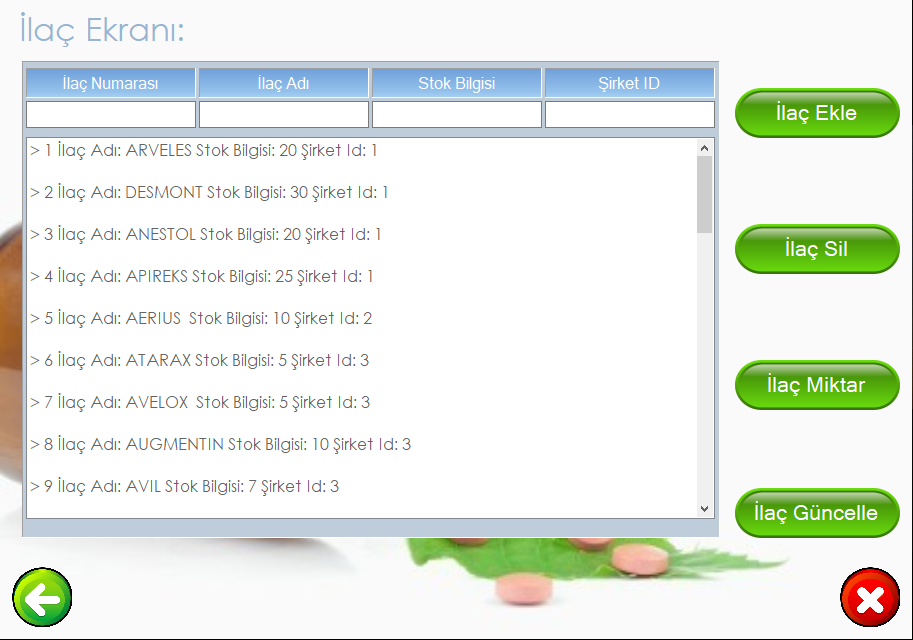 İlaç Ekranı:
İlaç Numarası İlaç Adı Stok Bilgisi Şirket ID
İlaç Ekle
> 1 İlaç Adı: ARVELES Stok Bilgisi: 20 Şirket Id: 1
> 2 İlaç Adı: DESMONT Stok Bilgisi: 30 Şirket Id: 1
> 3 İlaç Adı: ANESTOL Stok Bilgisi: 20 Şirket Id: 1
İlaç Sil
> 4 İlaç Adı: APIREKS Stok Bilgisi: 25 Şirket Id: 1
> 5 İlaç Adı: AERIUS  Stok Bilgisi: 10 Şirket Id: 2
> 6 İlaç Adı: ATARAX Stok Bilgisi: 5 Şirket Id: 3
İlaç Miktar
> 7 İlaç Adı: AVELOX  Stok Bilgisi: 5 Şirket Id: 3
> 8 İlaç Adı: AUGMENTIN Stok Bilgisi: 10 Şirket Id: 3
> 9 İlaç Adı: AVIL Stok Bilgisi: 7 Şirket Id: 3
İlaç Güncelle